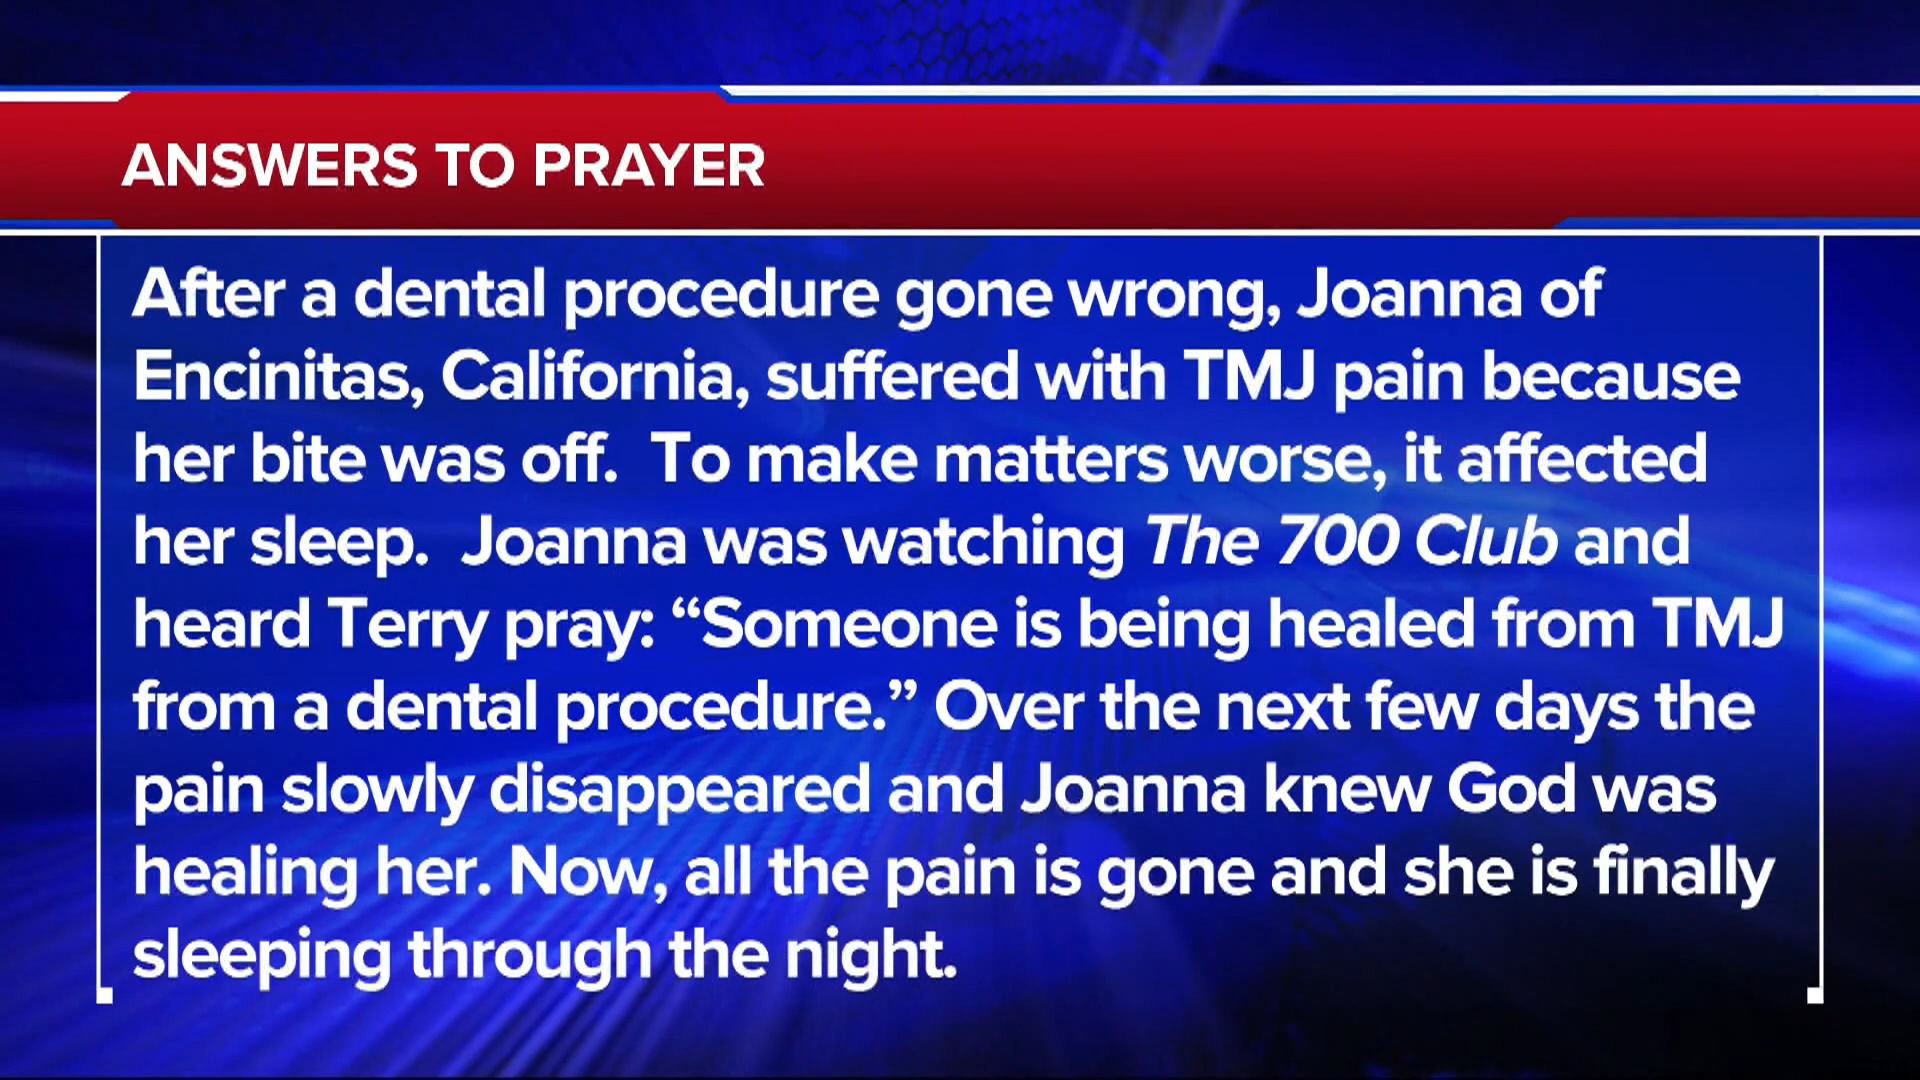 ANSWERS TO PRAYER
After a dental procedure gone wrong, Joanna of
Encinitas, California, suffered with TMJ pain because
her bite was off.  To make matters worse, it affected
her sleep.  Joanna was watching The 700 Club and
heard Terry pray: “Someone is being healed from TMJ
from a dental procedure.” Over the next few days the
pain slowly disappeared and Joanna knew God was
healing her. Now, all the pain is gone and she is finally
sleeping through the night.